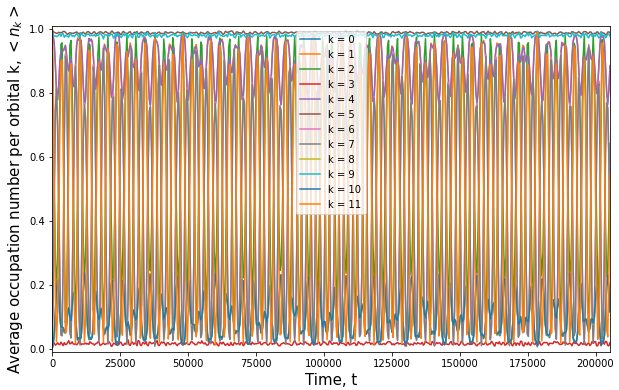 Average occupation number per orbital k, < n_k >
1.0
0.8
0.6
0.4
0.2
0.0
k = 0
k = 1
k = 2
k = 3
k = 4
k = 5
k = 6
k = 7
k = 8
k = 9
k = 10
k = 11
0
25000
50000
75000
100000
125000
150000
175000
200000
Time, t